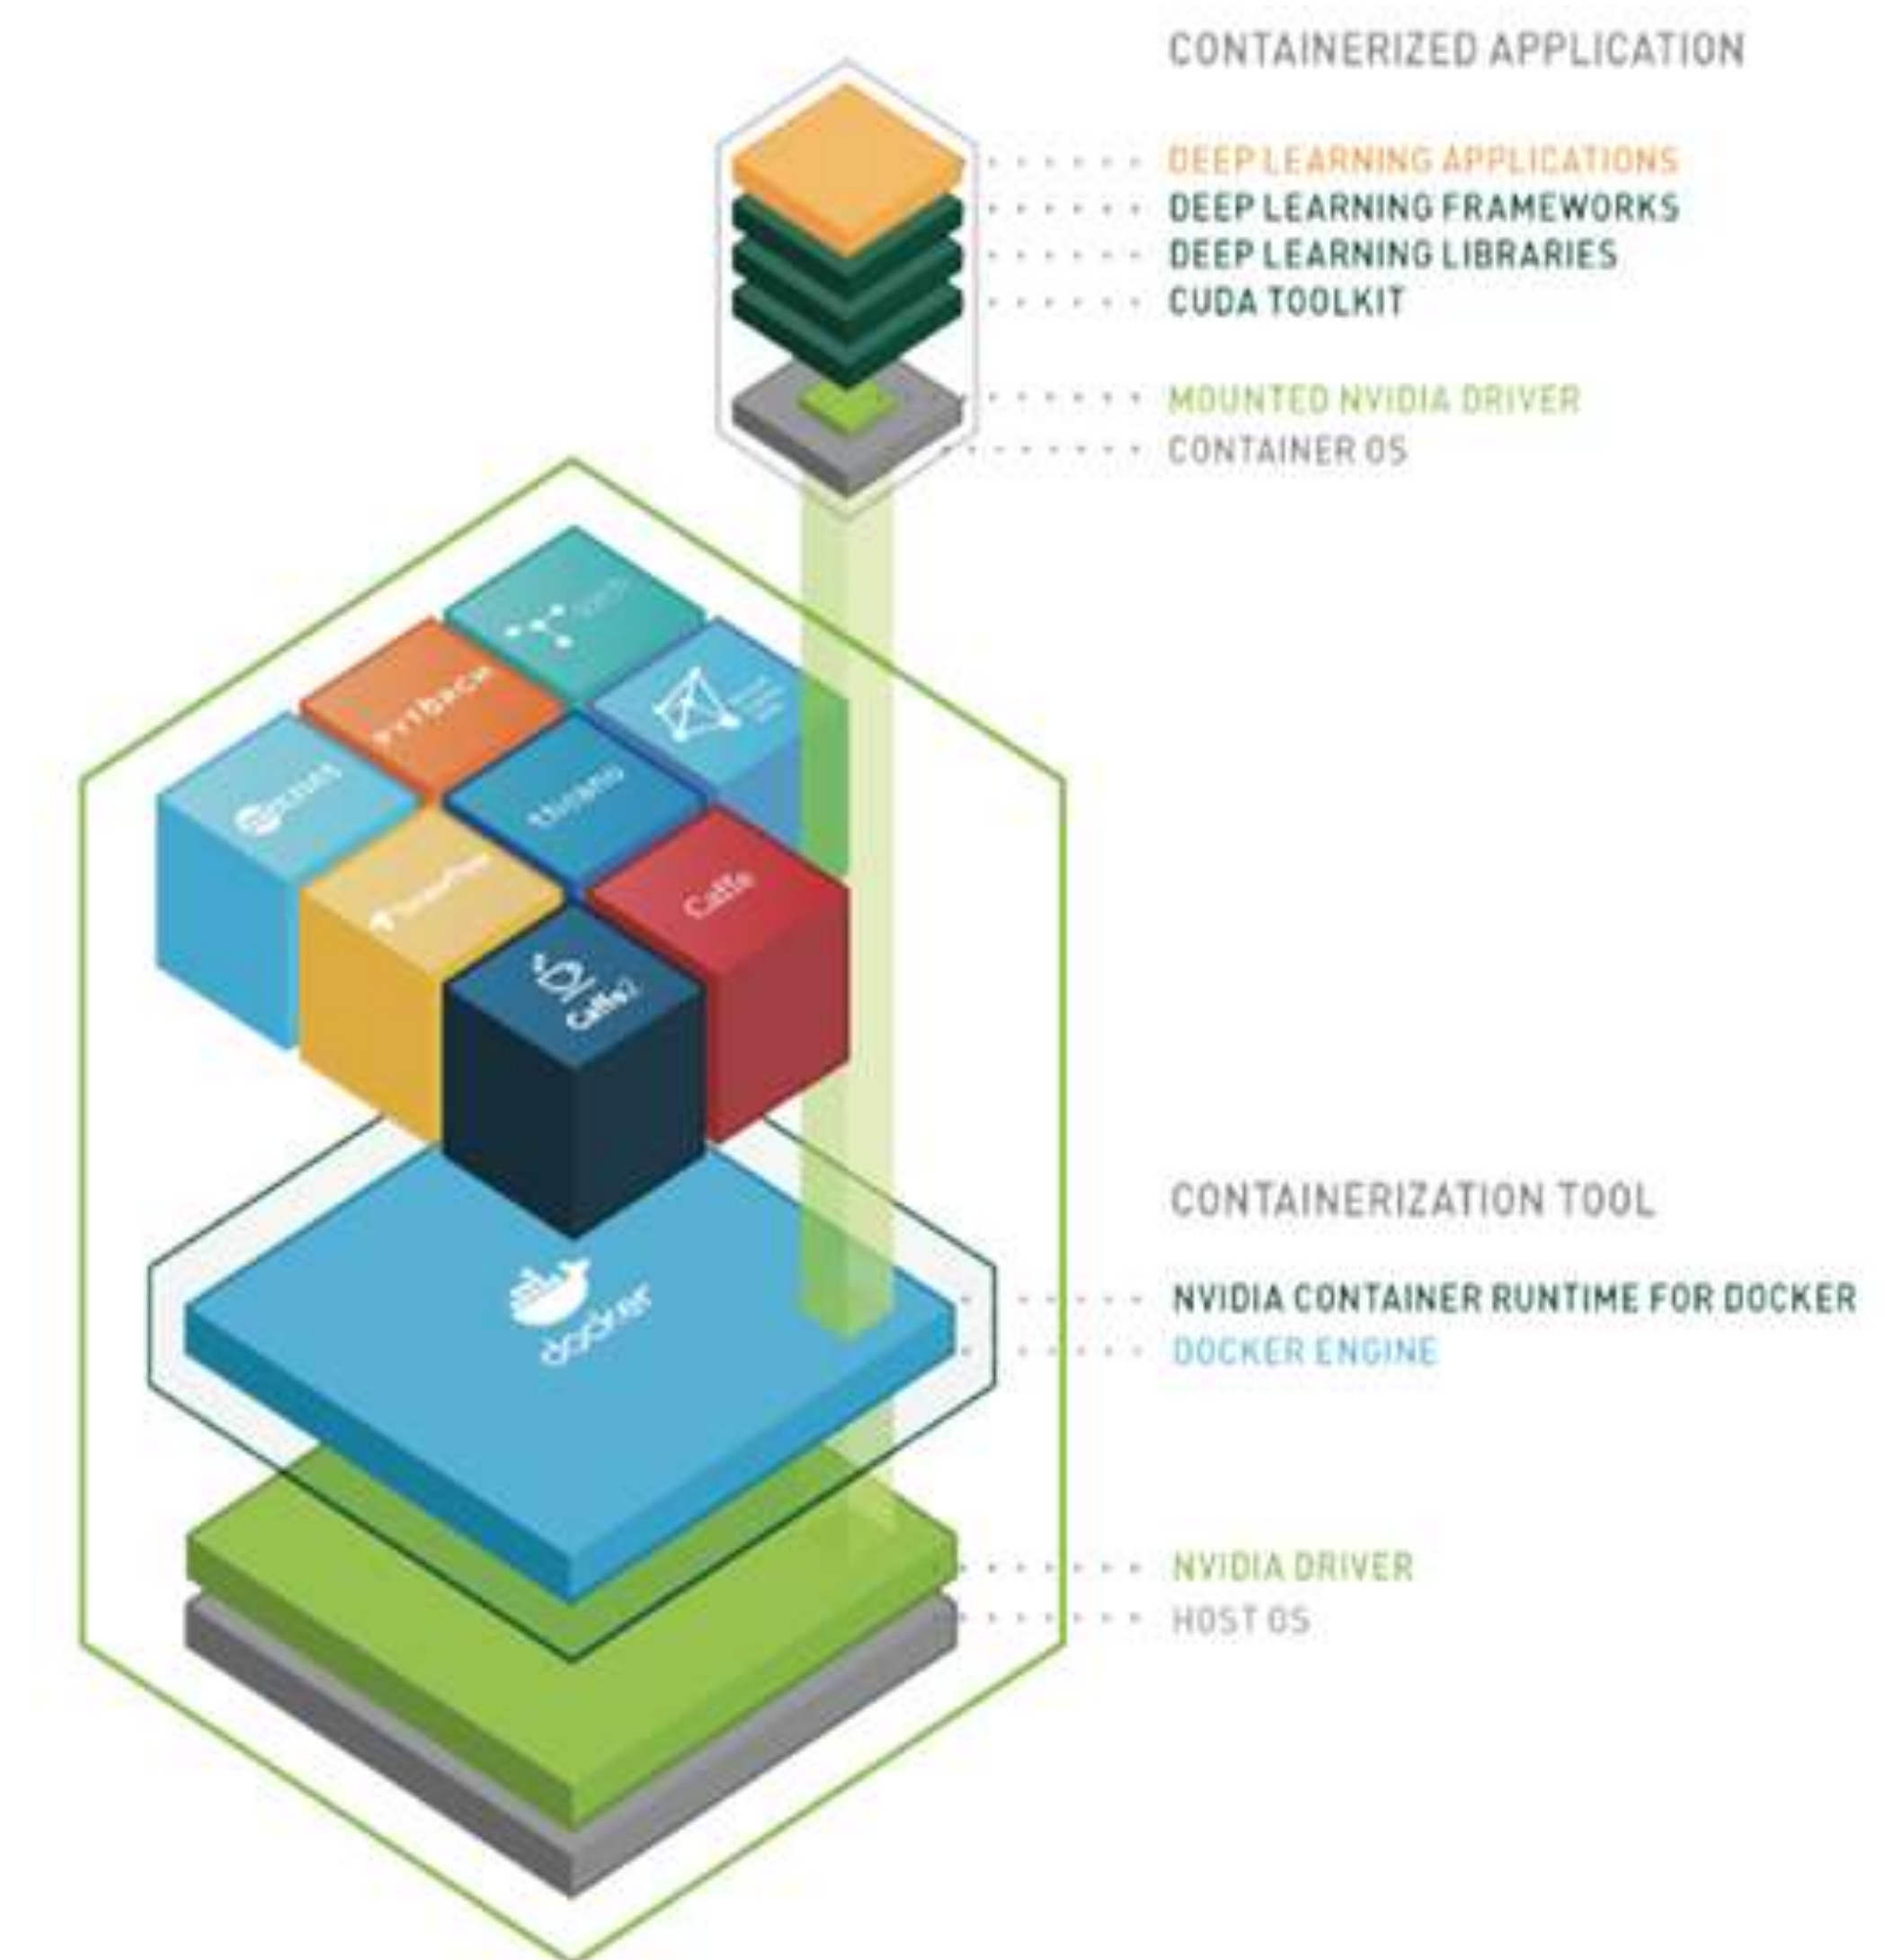 CONTAINERIZED APPLICATION
DEEP LEARNING APPLICATIONS
DEEP LEARNING FRAMEWORKS
DEEP LEARNING LIBRARIES
CUDA TOOLKIT
MOUNTED NVIDIA DRIVER
CONTAINER OS
PYTORCH
theano
TensorFlow
Caffe
Caffe2
docker
CONTAINERIZATION TOOL
NVIDIA CONTAINER RUNTIME FOR DOCKER
DOCKER ENGINE
NVIDIA DRIVER
HOST OS